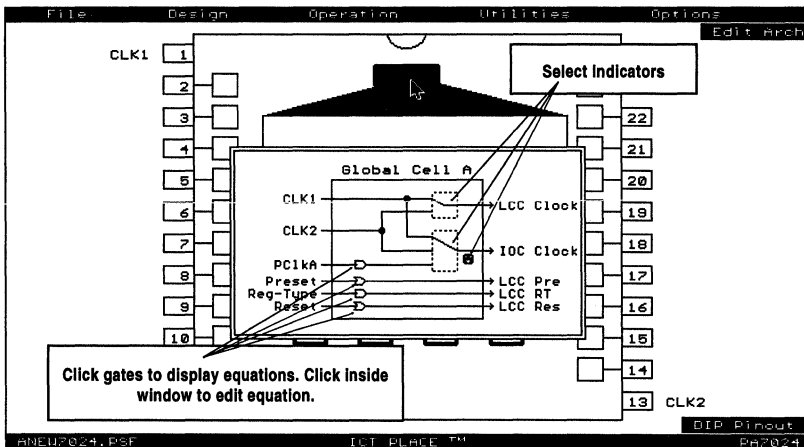 File Design Operation Utilities Options
Edit Arch
CLK1 1
2
3
4
5
6
7
8
9
10
Select Indicators
22
21
20
19
18
17
16
15
14
13 CLK2
Global Cell A
CLK1
CLK2
PClkA
Preset
Reg-Type
Reset
LCC Clock
IOC Clock
LCC Pre
LCC RT
LCC Res
Click gates to display equations. Click inside
window to edit equation.
DIP Pinout
ANEW7024.PSF ICT PLACE ™ PA7024